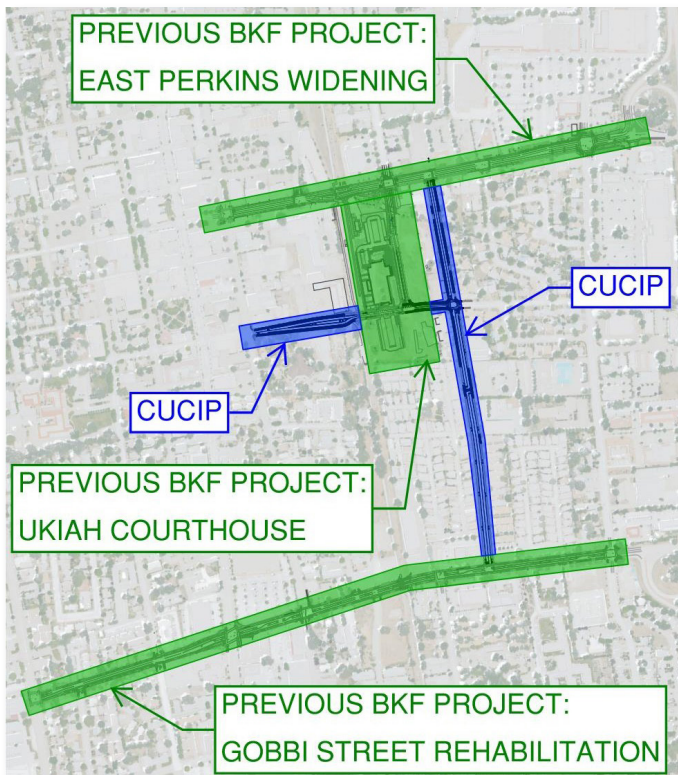 PREVIOUS BKF PROJECT:
EAST PERKINS WIDENING
CUCIP
CUCIP
PREVIOUS BKF PROJECT:
UKIAH COURTHOUSE
PREVIOUS BKF PROJECT:
GOBBI STREET REHABILITATION